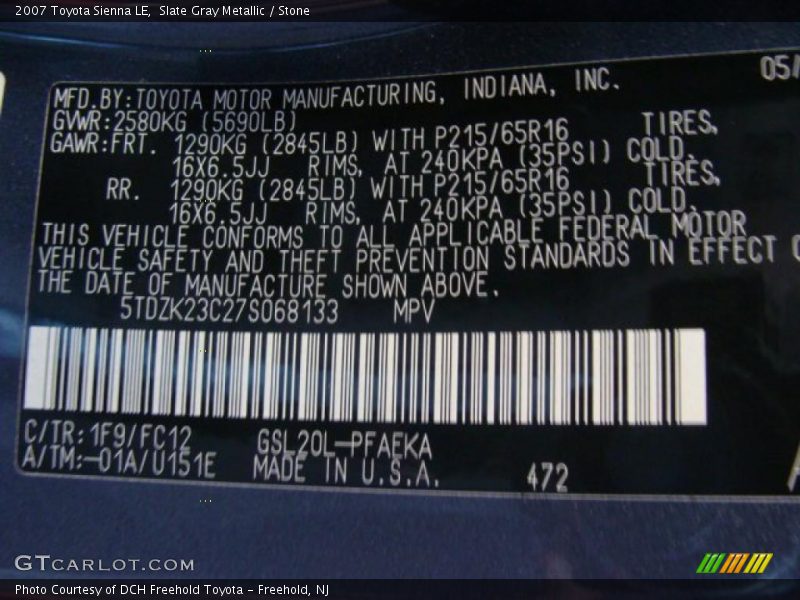 2007 Toyota Sienna LE, Slate Gray Metallic / Stone
05/
MFD.BY:TOYOTA MOTOR MANUFACTURING, INDIANA, INC.
GVWR:2580KG (5690LB)
GAWR:FRT. 1290KG (2845LB) WITH P215/65R16 TIRES,
16X6.5JJ RIMS, AT 240KPA (35PSI) COLD.
RR. 1290KG (2845LB) WITH P215/65R16 TIRES,
16X6.5JJ RIMS, AT 240KPA (35PSI) COLD.
THIS VEHICLE CONFORMS TO ALL APPLICABLE FEDERAL MOTOR
VEHICLE SAFETY AND THEFT PREVENTION STANDARDS IN EFFECT
THE DATE OF MANUFACTURE SHOWN ABOVE.
5TDZK23C27S068133 MPV
C/TR:1F9/FC12 GSL20L-PFAEKA
A/TM:-01A/U151E MADE IN U.S.A. 472
GTCARLOT.COM
Photo Courtesy of DCH Freehold Toyota - Freehold, NJ